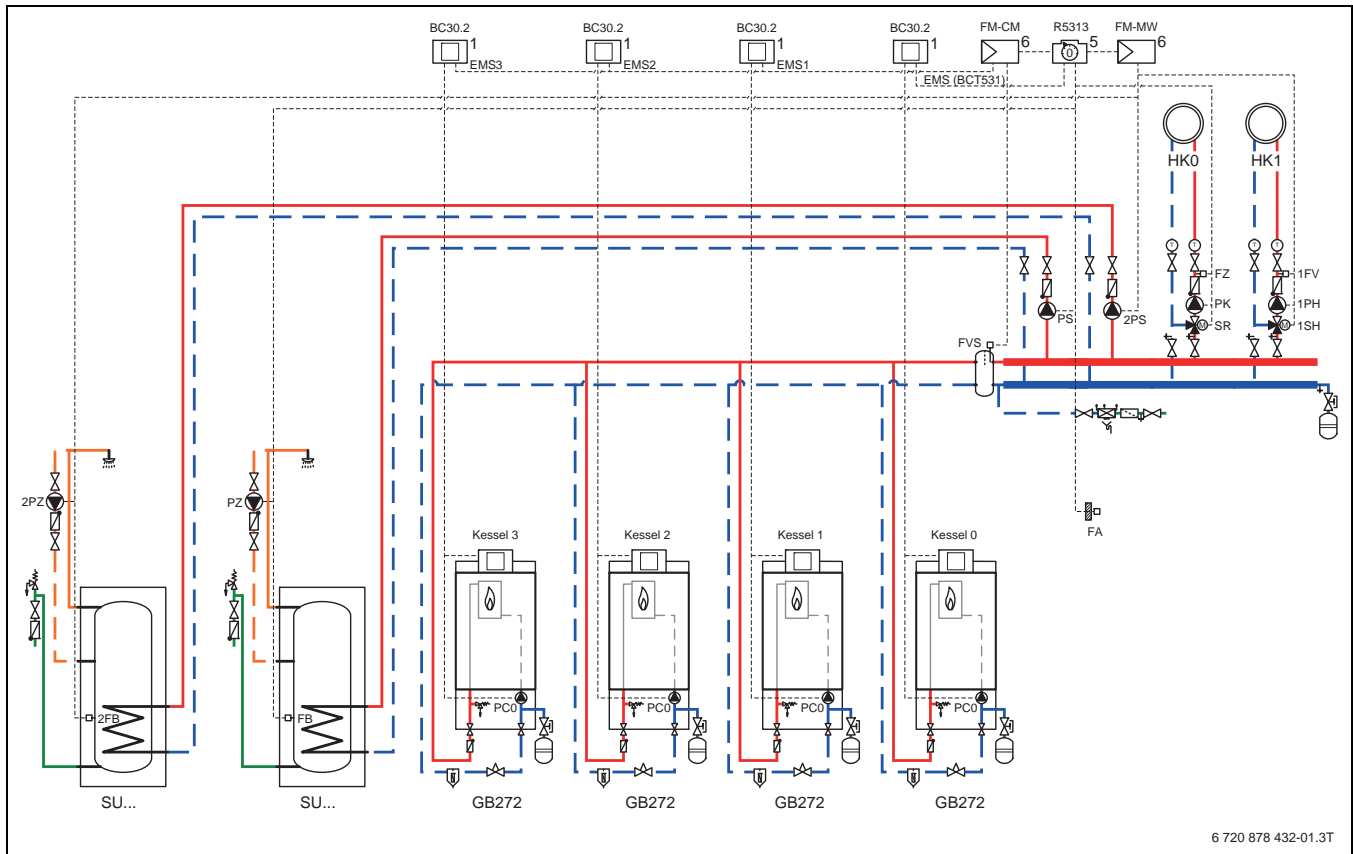 BC30.2 BC30.2 BC30.2 BC30.2 FM-CM R5313 FM-MW
1 1 1 1 6 5 6
0
EMS3 EMS2 EMS1
EMS (BCT531)
HK0 HK1
T T T T
FZ 1FV
PK 1PH
M SR M 1SH
PS 2PS
FVS
2PZ PZ
FA
Kessel 3 Kessel 2 Kessel 1 Kessel 0
PC0 PC0 PC0 PC0
2FB FB
SU... SU... GB272 GB272 GB272 GB272
6 720 878 432-01.3T